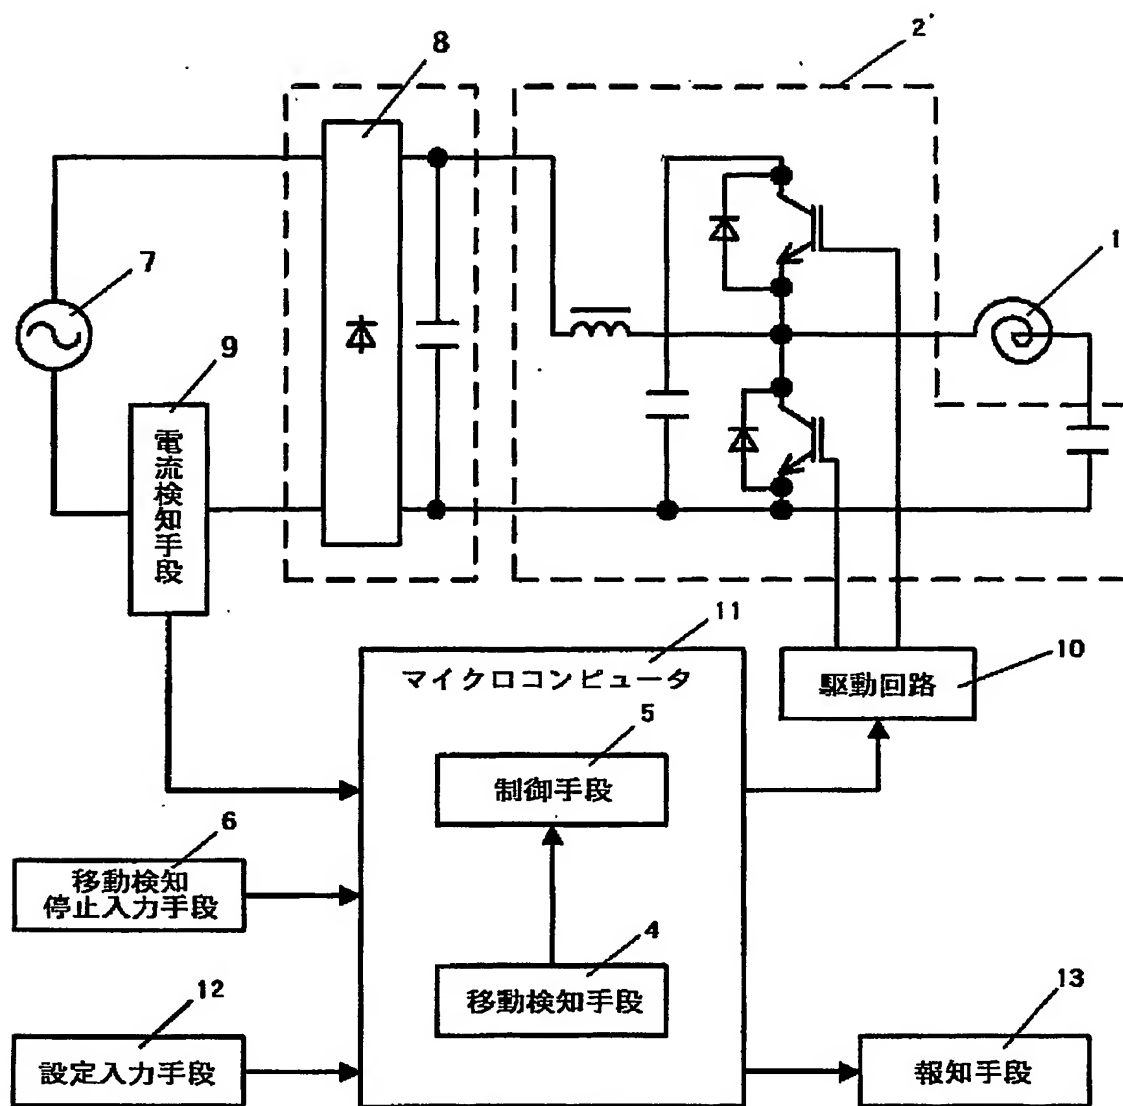 2
8
7
1
9
電流検知手段
11
マイクロコンピュータ
10
駆動回路
5
制御手段
6
移動検知
停止入力手段
4
移動検知手段
12
設定入力手段
13
報知手段